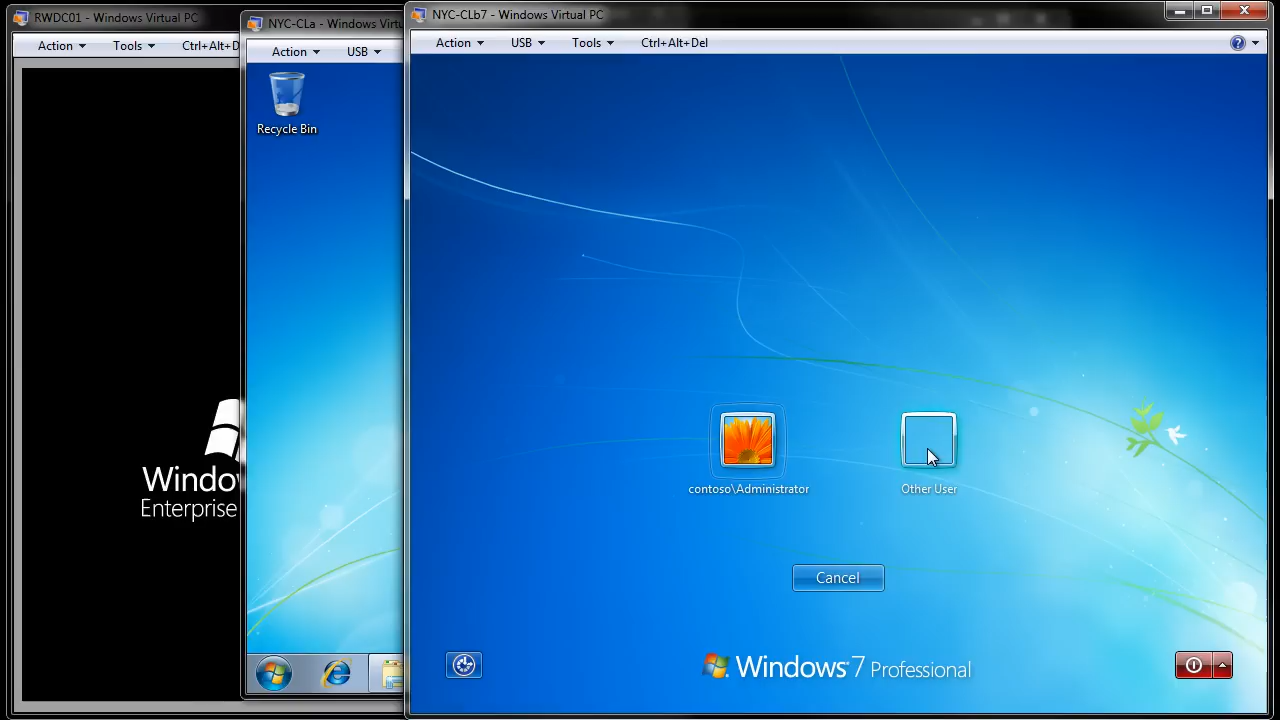 RWDC01 - Windows Virtual PC
Action Tools Ctrl+Alt+D
Windo
Enterprise
NYC-CLa - Windows Virtu
Action USB
Recycle Bin
NYC-CLb7 - Windows Virtual PC
Action USB Tools Ctrl+Alt+Del
contoso\Administrator
Other User
Cancel
Windows 7 Professional